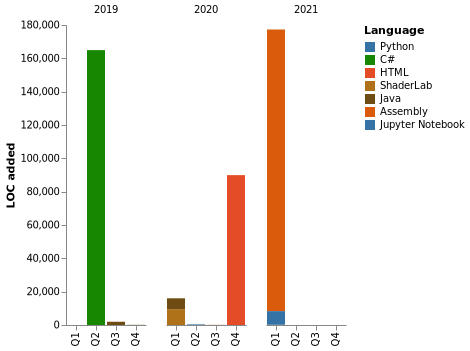 2019 2020 2021
180,000
160,000
140,000
120,000
100,000
80,000
60,000
40,000
20,000
0
LOC added
Q1 Q2 Q3 Q4 Q1 Q2 Q3 Q4 Q1 Q2 Q3 Q4
Language
Python
C#
HTML
ShaderLab
Java
Assembly
Jupyter Notebook